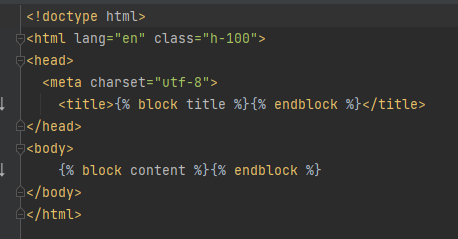 <!doctype html>
<html lang="en" class="h-100">
<head>
  <meta charset="utf-8">
    <title>{% block title %}{% endblock %}</title>
</head>
<body>
    {% block content %}{% endblock %}
</body>
</html>